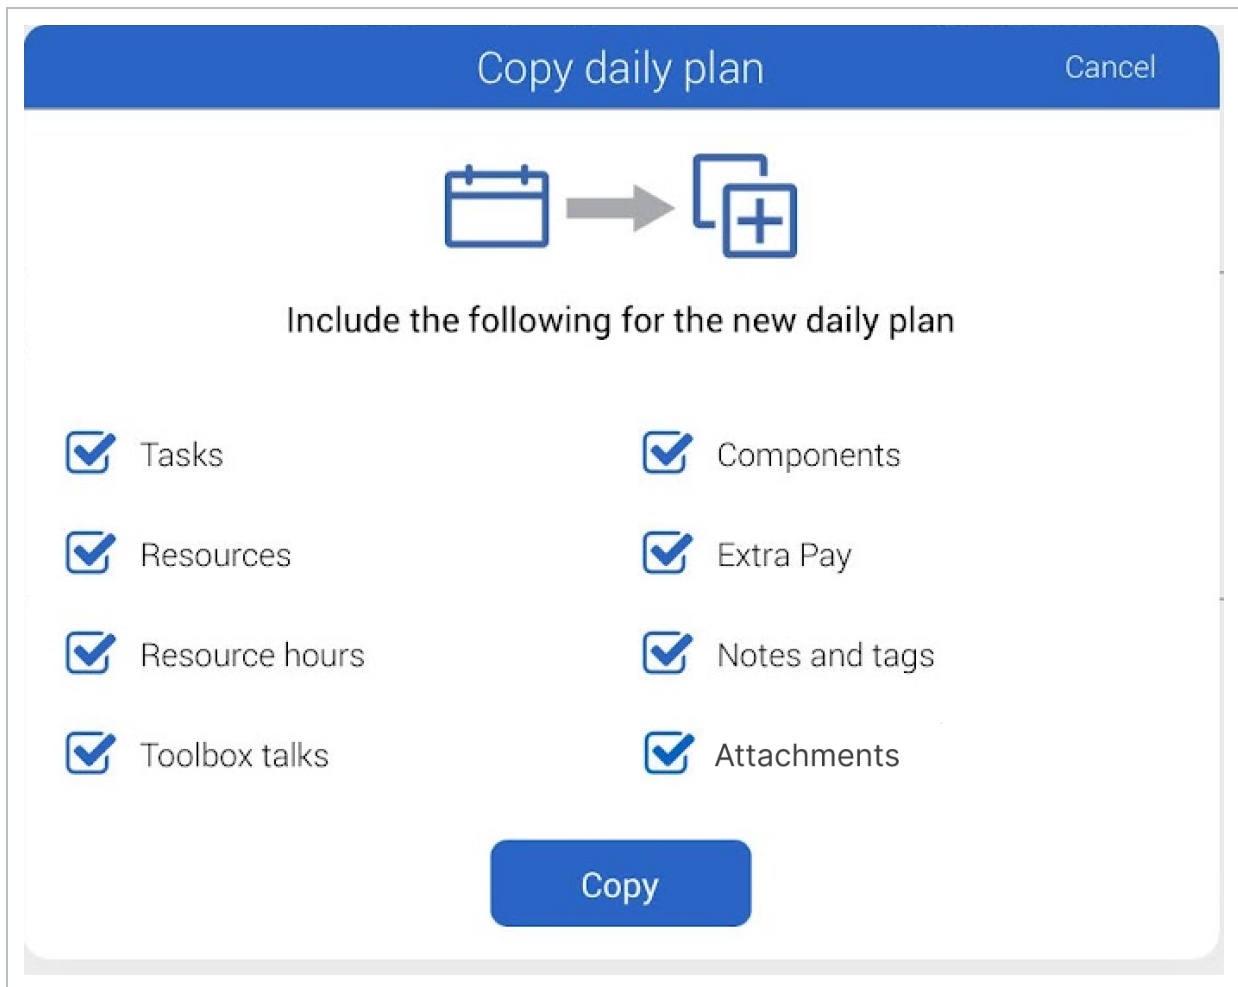 Copy daily plan
Cancel
Include the following for the new daily plan
Tasks
Components
Resources
Extra Pay
Resource hours
Notes and tags
Toolbox talks
Attachments
Copy